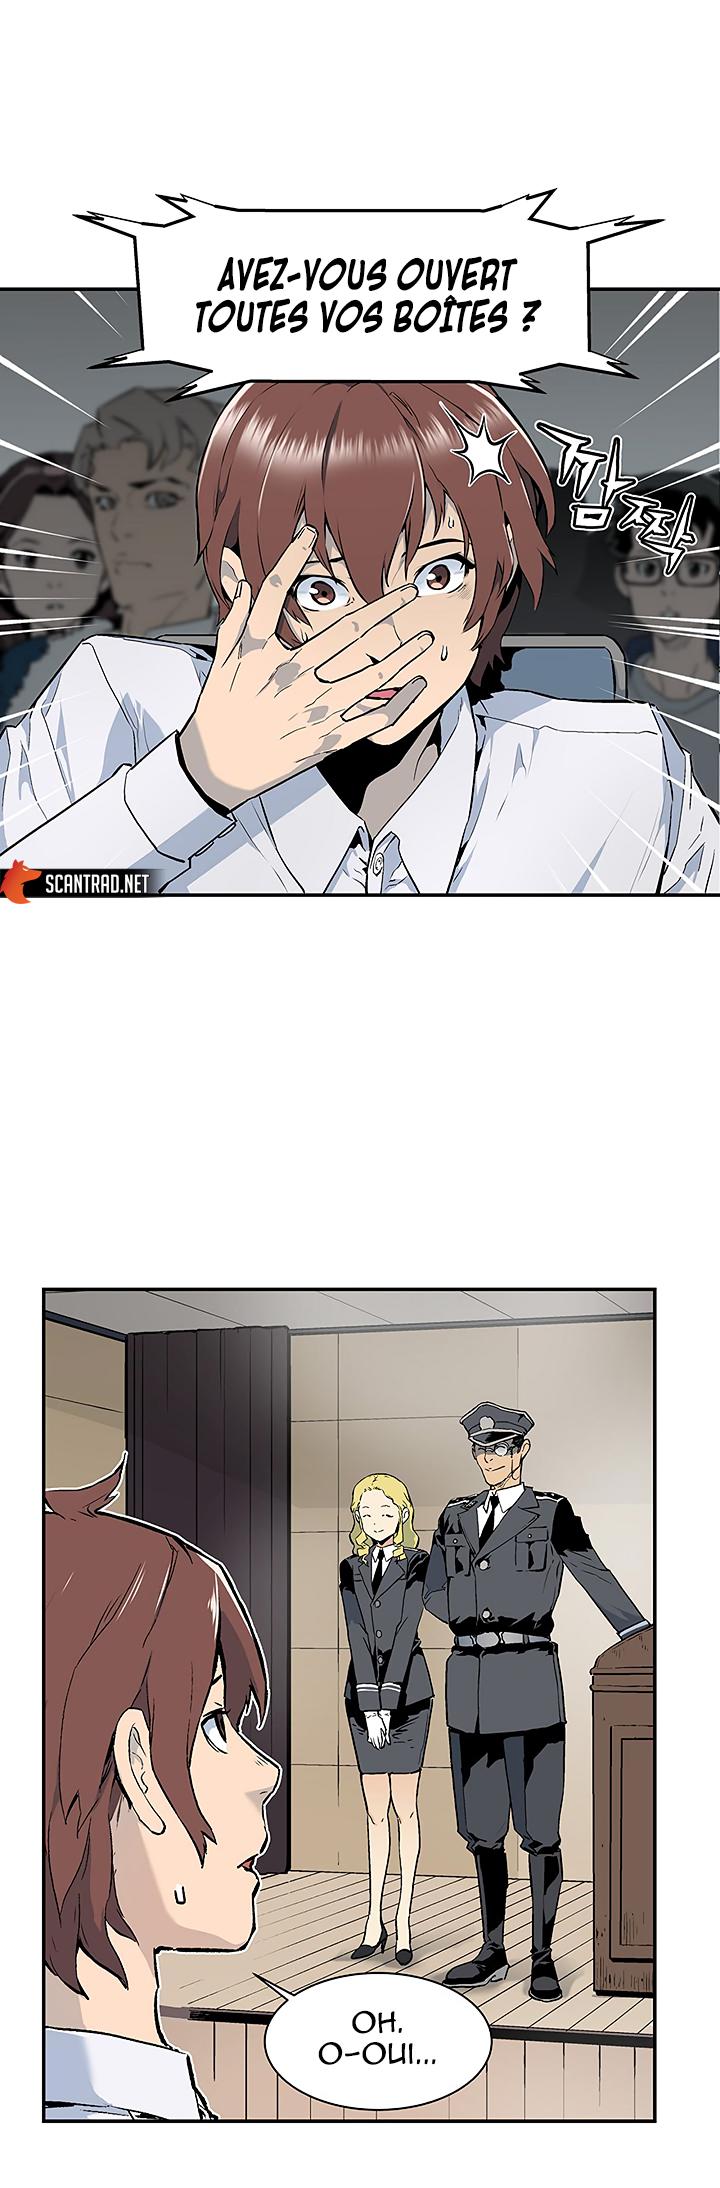 AVEZ-VOUS OUVERT
TOUTES VOS BOÎTES ?
깜짝
SCANTRAD.NET
OH,
O-OUI...